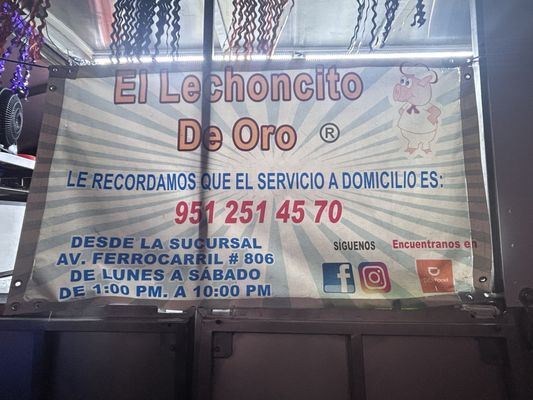 El Lechoncito
De Oro ®
LE RECORDAMOS QUE EL SERVICIO A DOMICILIO ES:
951 251 45 70
DESDE LA SUCURSAL
AV. FERROCARRIL # 806
DE LUNES A SÁBADO
DE 1:00 PM. A 10:00 PM
SÍGUENOS
Encuentranos en